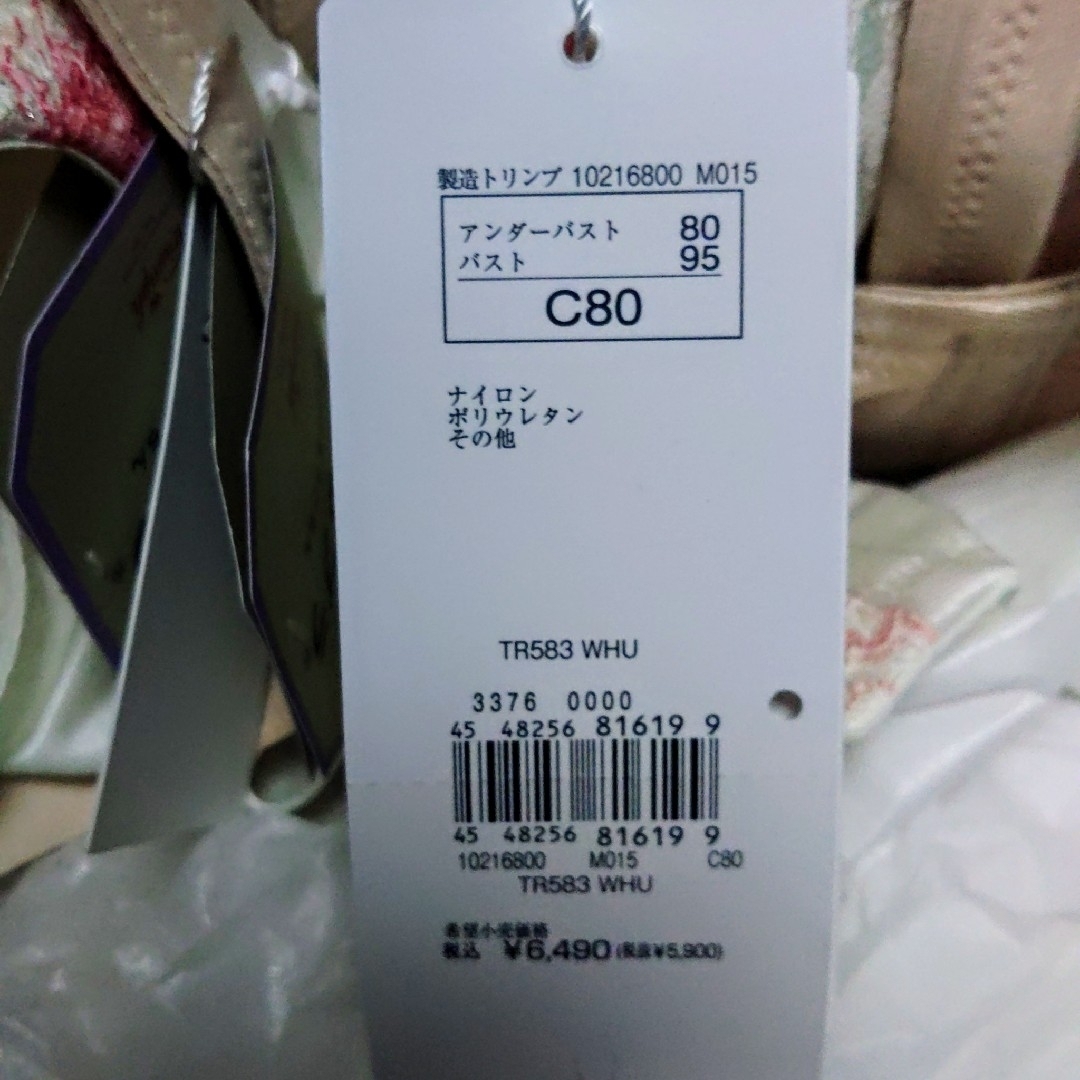 製造トリンプ 10216800 M015
アンダーバスト 80
バスト 95
C80
ナイロン
ポリウレタン
その他
TR583 WHU
3376 0000
45 48256 81619 9
45 48256 81619 9
10216800 M015 C80
TR583 WHU
希望小売価格
税込 ¥6,490 (税抜¥5,900)